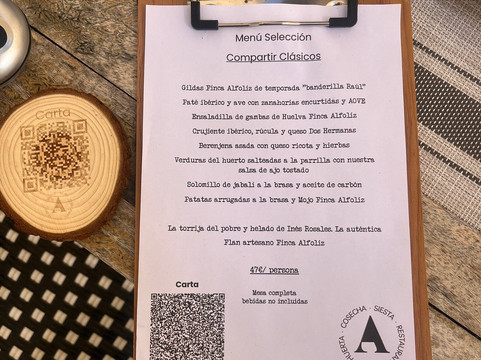 Menú Selección
Compartir Clásicos
Gildas Finca Alfoliz de temporada "banderilla Raúl"
Paté ibérico y ave con zanahorias encurtidas y AOVE
Ensaladilla de gambas de Huelva Finca Alfoliz
Crujiente ibérico, rúcula y queso Dos Hermanas
Berenjena asada con queso ricota y hierbas
Verduras del huerto salteadas a la parrilla con nuestra
salsa de ajo tostado
Solomillo de jabalí a la brasa y aceite de carbón
Patatas arrugadas a la brasa y Mojo Finca Alfoliz
La torrija del pobre y helado de Inés Rosales. La auténtica
Flan artesano Finca Alfoliz
47€/ persona
Mesa completa
bebidas no incluidas
Carta
HUERTA · COSECHA · SIESTA
A
Carta
A